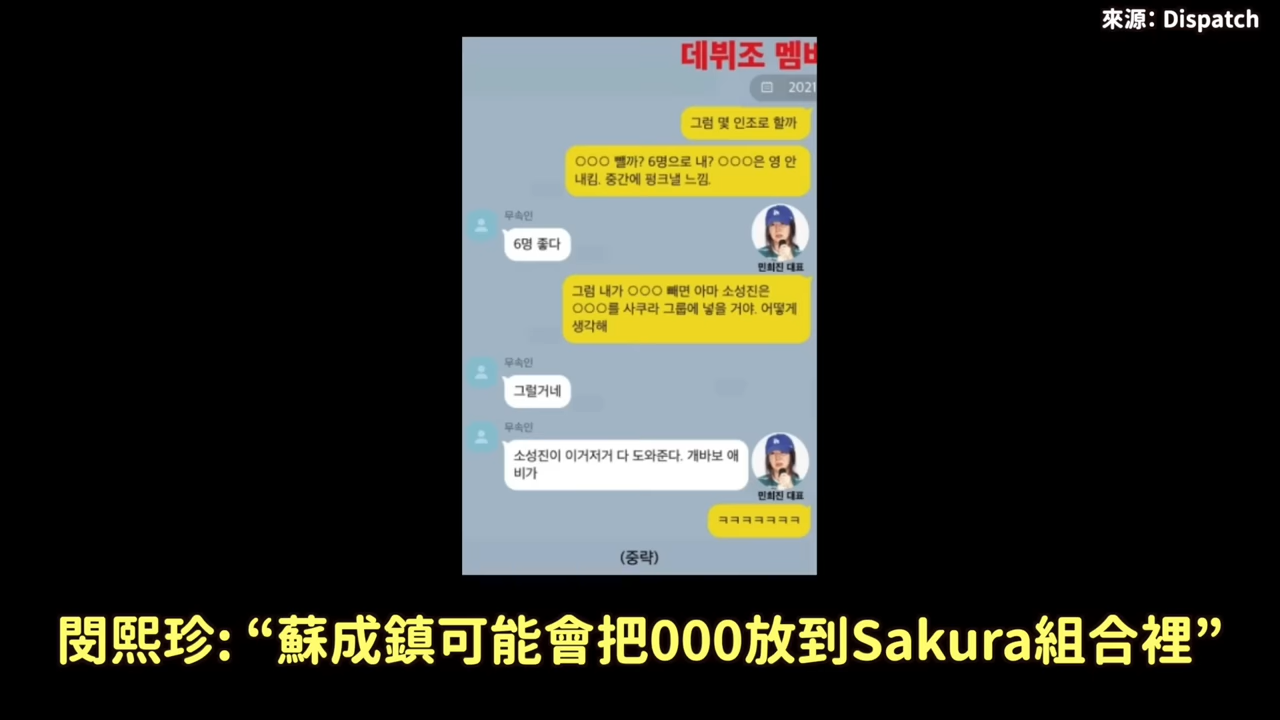 來源: Dispatch
데뷔조 멤
2021
그럼 몇 인조로 할까
○○○ 뺄까? 6명으로 내? ○○○은 영 안
내킴. 중간에 펑크낼 느낌.
무속인
6명 좋다
민희진 대표
그럼 내가 ○○○ 빼면 아마 소성진은
○○○를 사쿠라 그룹에 넣을 거야. 어떻게
생각해
무속인
그럴거네
무속인
소성진이 이거저거 다 도와준다. 개바보 애
비가
민희진 대표
ㅋㅋㅋㅋㅋㅋㅋ
(중략)
閔熙珍: “蘇成鎮可能會把000放到Sakura組合裡”